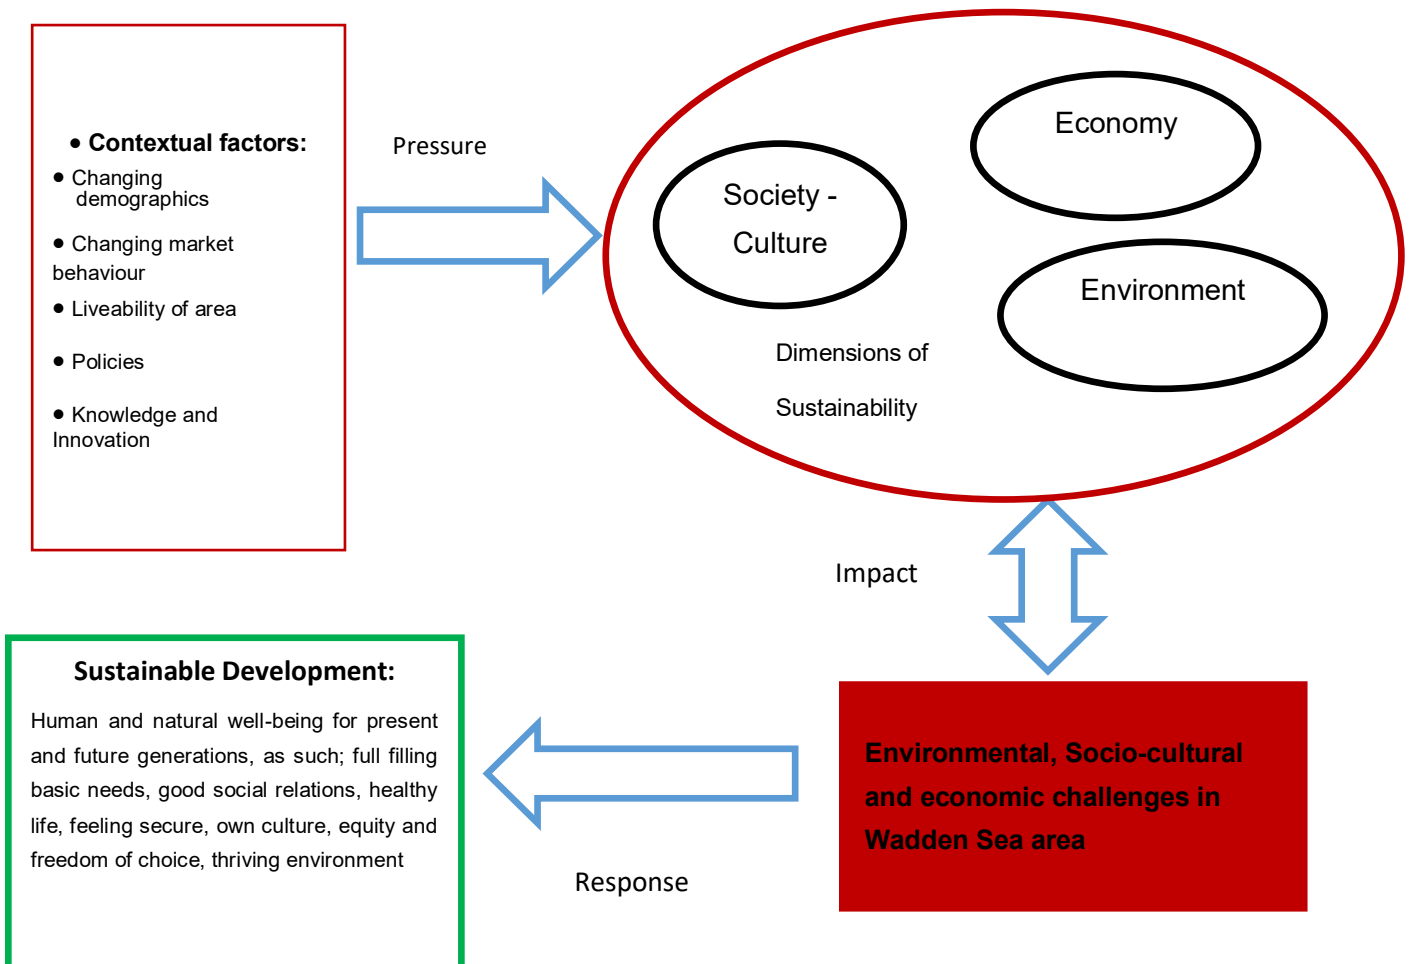 • Contextual factors:
• Changing
demographics
• Changing market
behaviour
• Liveability of area
• Policies
• Knowledge and
Innovation
Pressure
Society -
Culture
Economy
Environment
Dimensions of
Sustainability
Impact
Environmental, Socio-cultural
and economic challenges in
Wadden Sea area
Response
Sustainable Development:
Human and natural well-being for present
and future generations, as such; full filling
basic needs, good social relations, healthy
life, feeling secure, own culture, equity and
freedom of choice, thriving environment